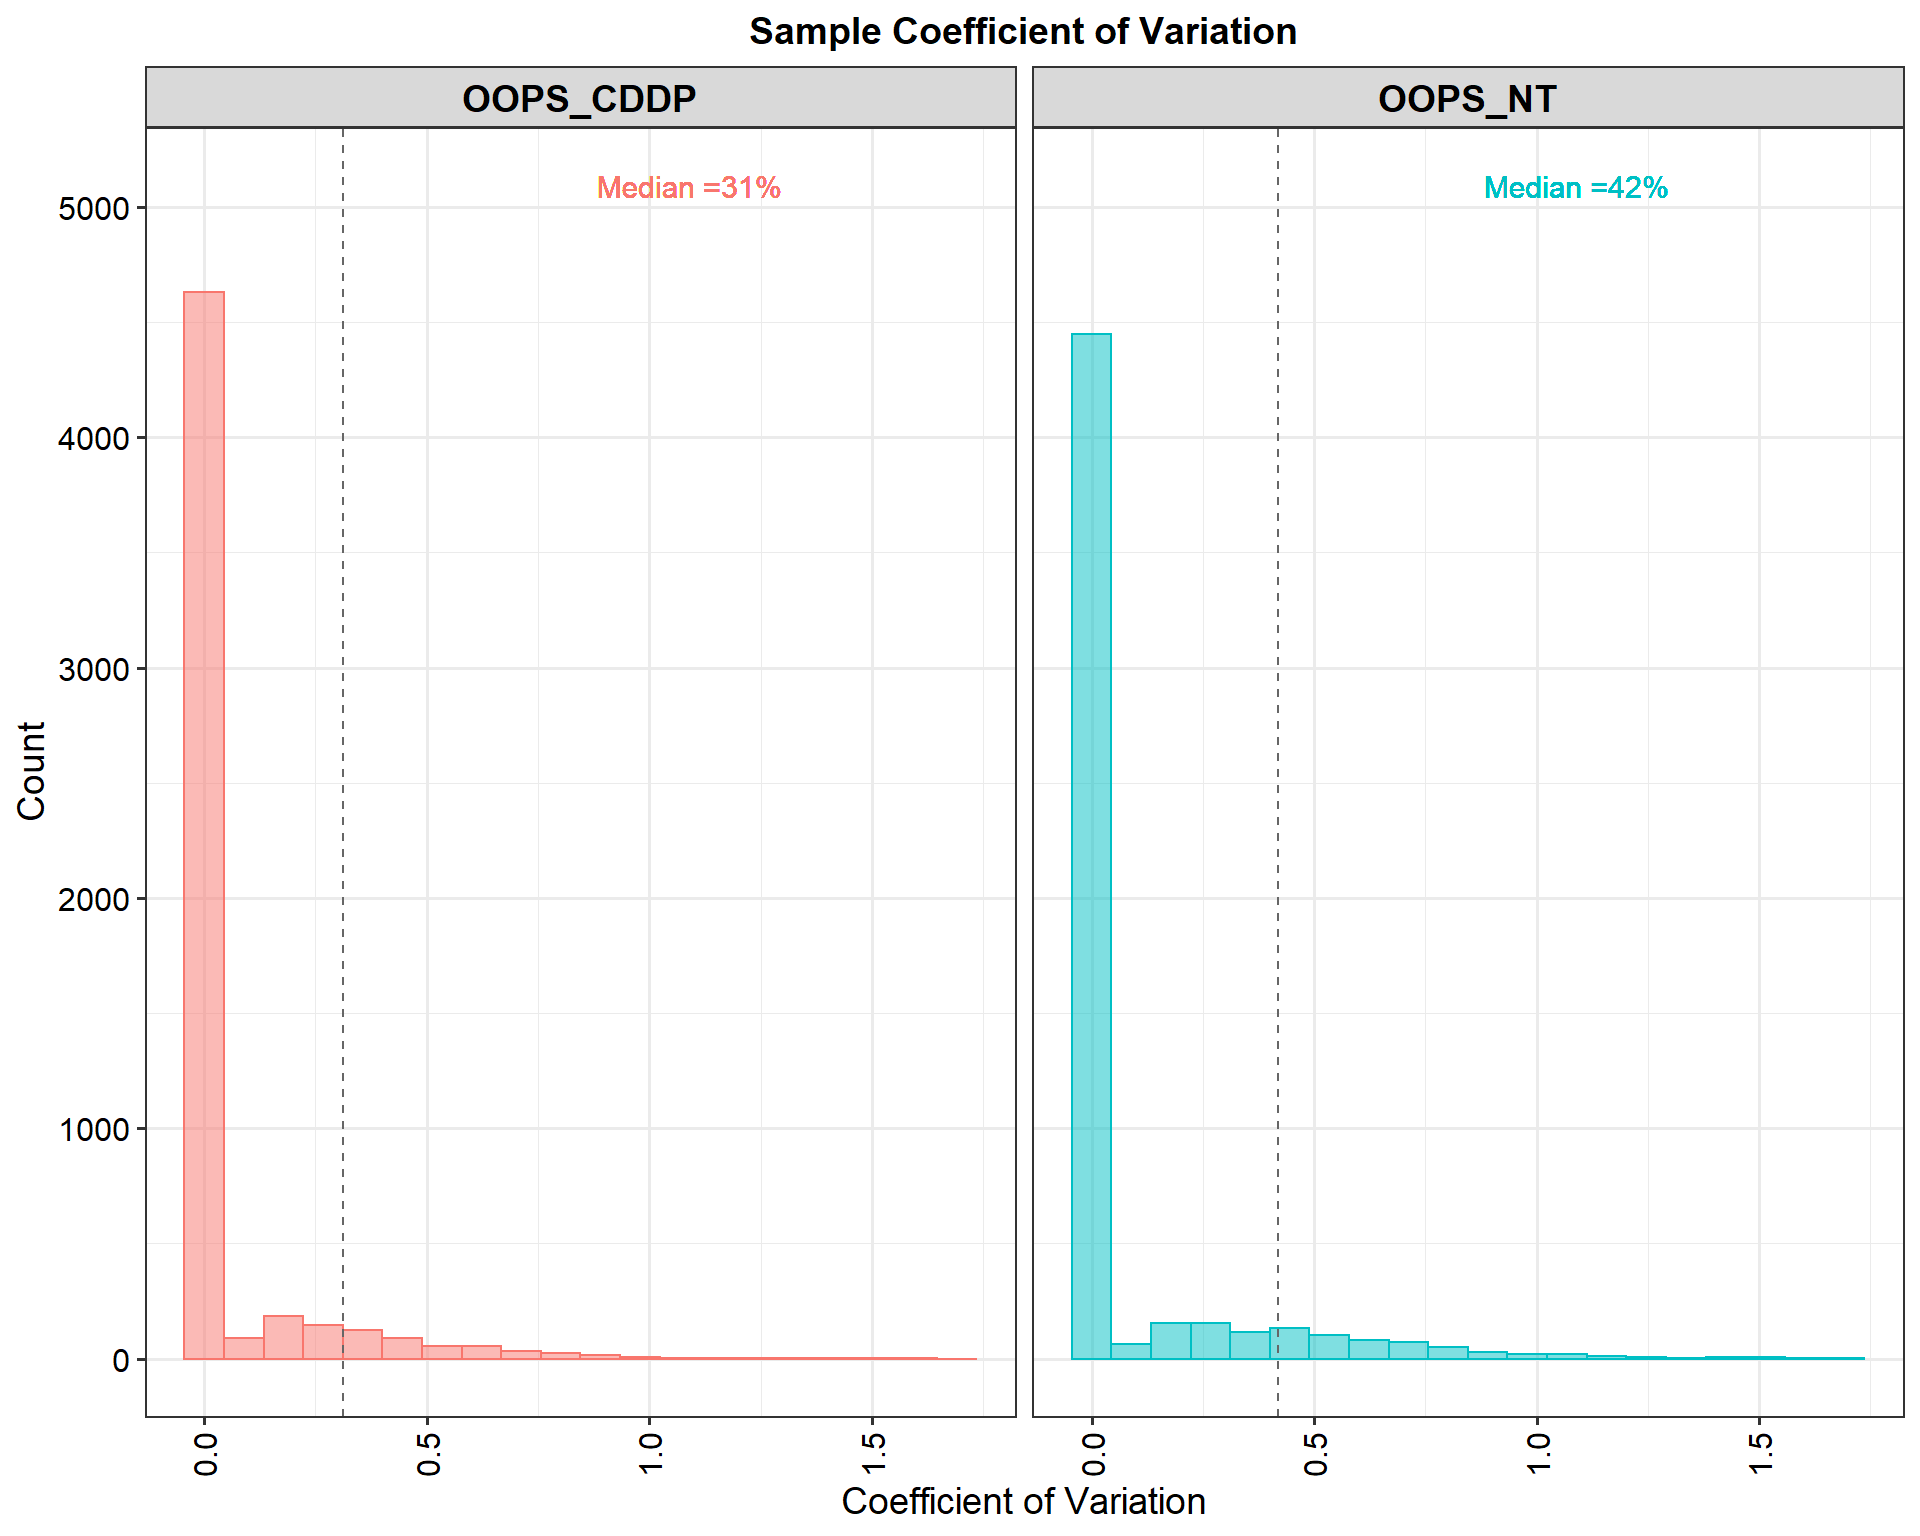 Sample Coefficient of Variation
OOPS_CDDP
OOPS_NT
Median =31%
Median =42%
5000
4000
3000
2000
1000
0
Count
0.0
0.5
1.0
1.5
0.0
0.5
1.0
1.5
Coefficient of Variation